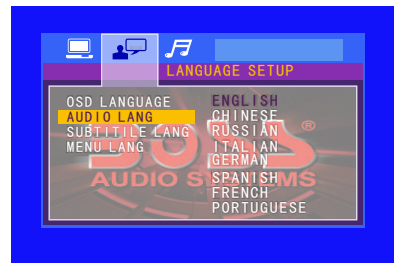 LANGUAGE SETUP
OSD LANGUAGE
AUDIO LANG
SUBTITILE LANG
MENU LANG
ENGLISH
CHINESE
RUSSIAN
ITALIAN
GERMAN
SPANISH
FRENCH
PORTUGUESE
BOSS®
AUDIO SYSTEMS